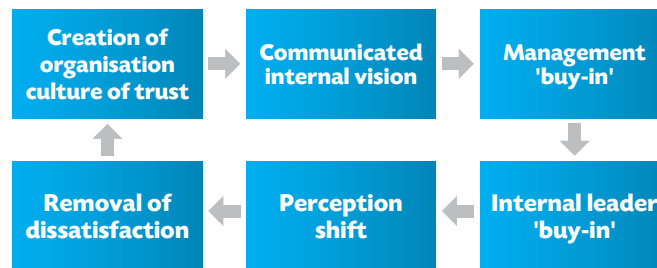 Creation of
organisation
culture of trust
Communicated
internal vision
Management
'buy-in'
Removal of
dissatisfaction
Perception
shift
Internal leader
'buy-in'